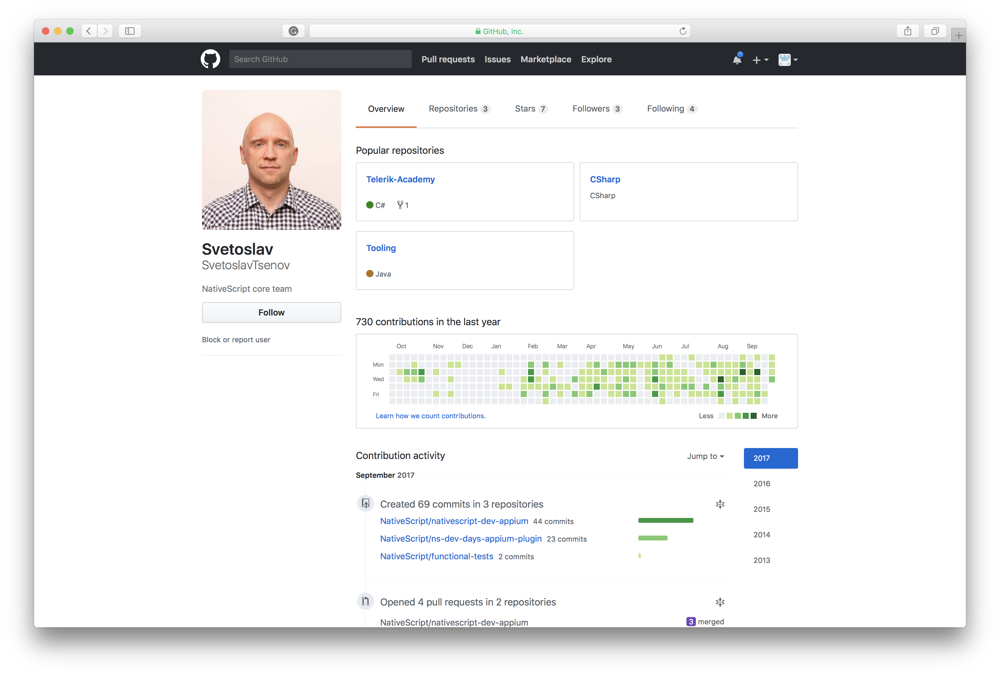 GitHub, Inc.
Search GitHub
Pull requests Issues Marketplace Explore
Overview Repositories 3 Stars 7 Followers 3 Following 4
Svetoslav
SvetoslavTsenov
NativeScript core team
Follow
Block or report user
Popular repositories
Telerik-Academy
C# 1
CSharp
CSharp
Tooling
Java
730 contributions in the last year
Oct Nov Dec Jan Feb Mar Apr May Jun Jul Aug Sep
Mon
Wed
Fri
Learn how we count contributions.
Less More
Contribution activity
Jump to
2017
2016
2015
2014
2013
September 2017
Created 69 commits in 3 repositories
NativeScript/nativescript-dev-appium 44 commits
NativeScript/ns-dev-days-appium-plugin 23 commits
NativeScript/functional-tests 2 commits
Opened 4 pull requests in 2 repositories
NativeScript/nativescript-dev-appium 3 merged